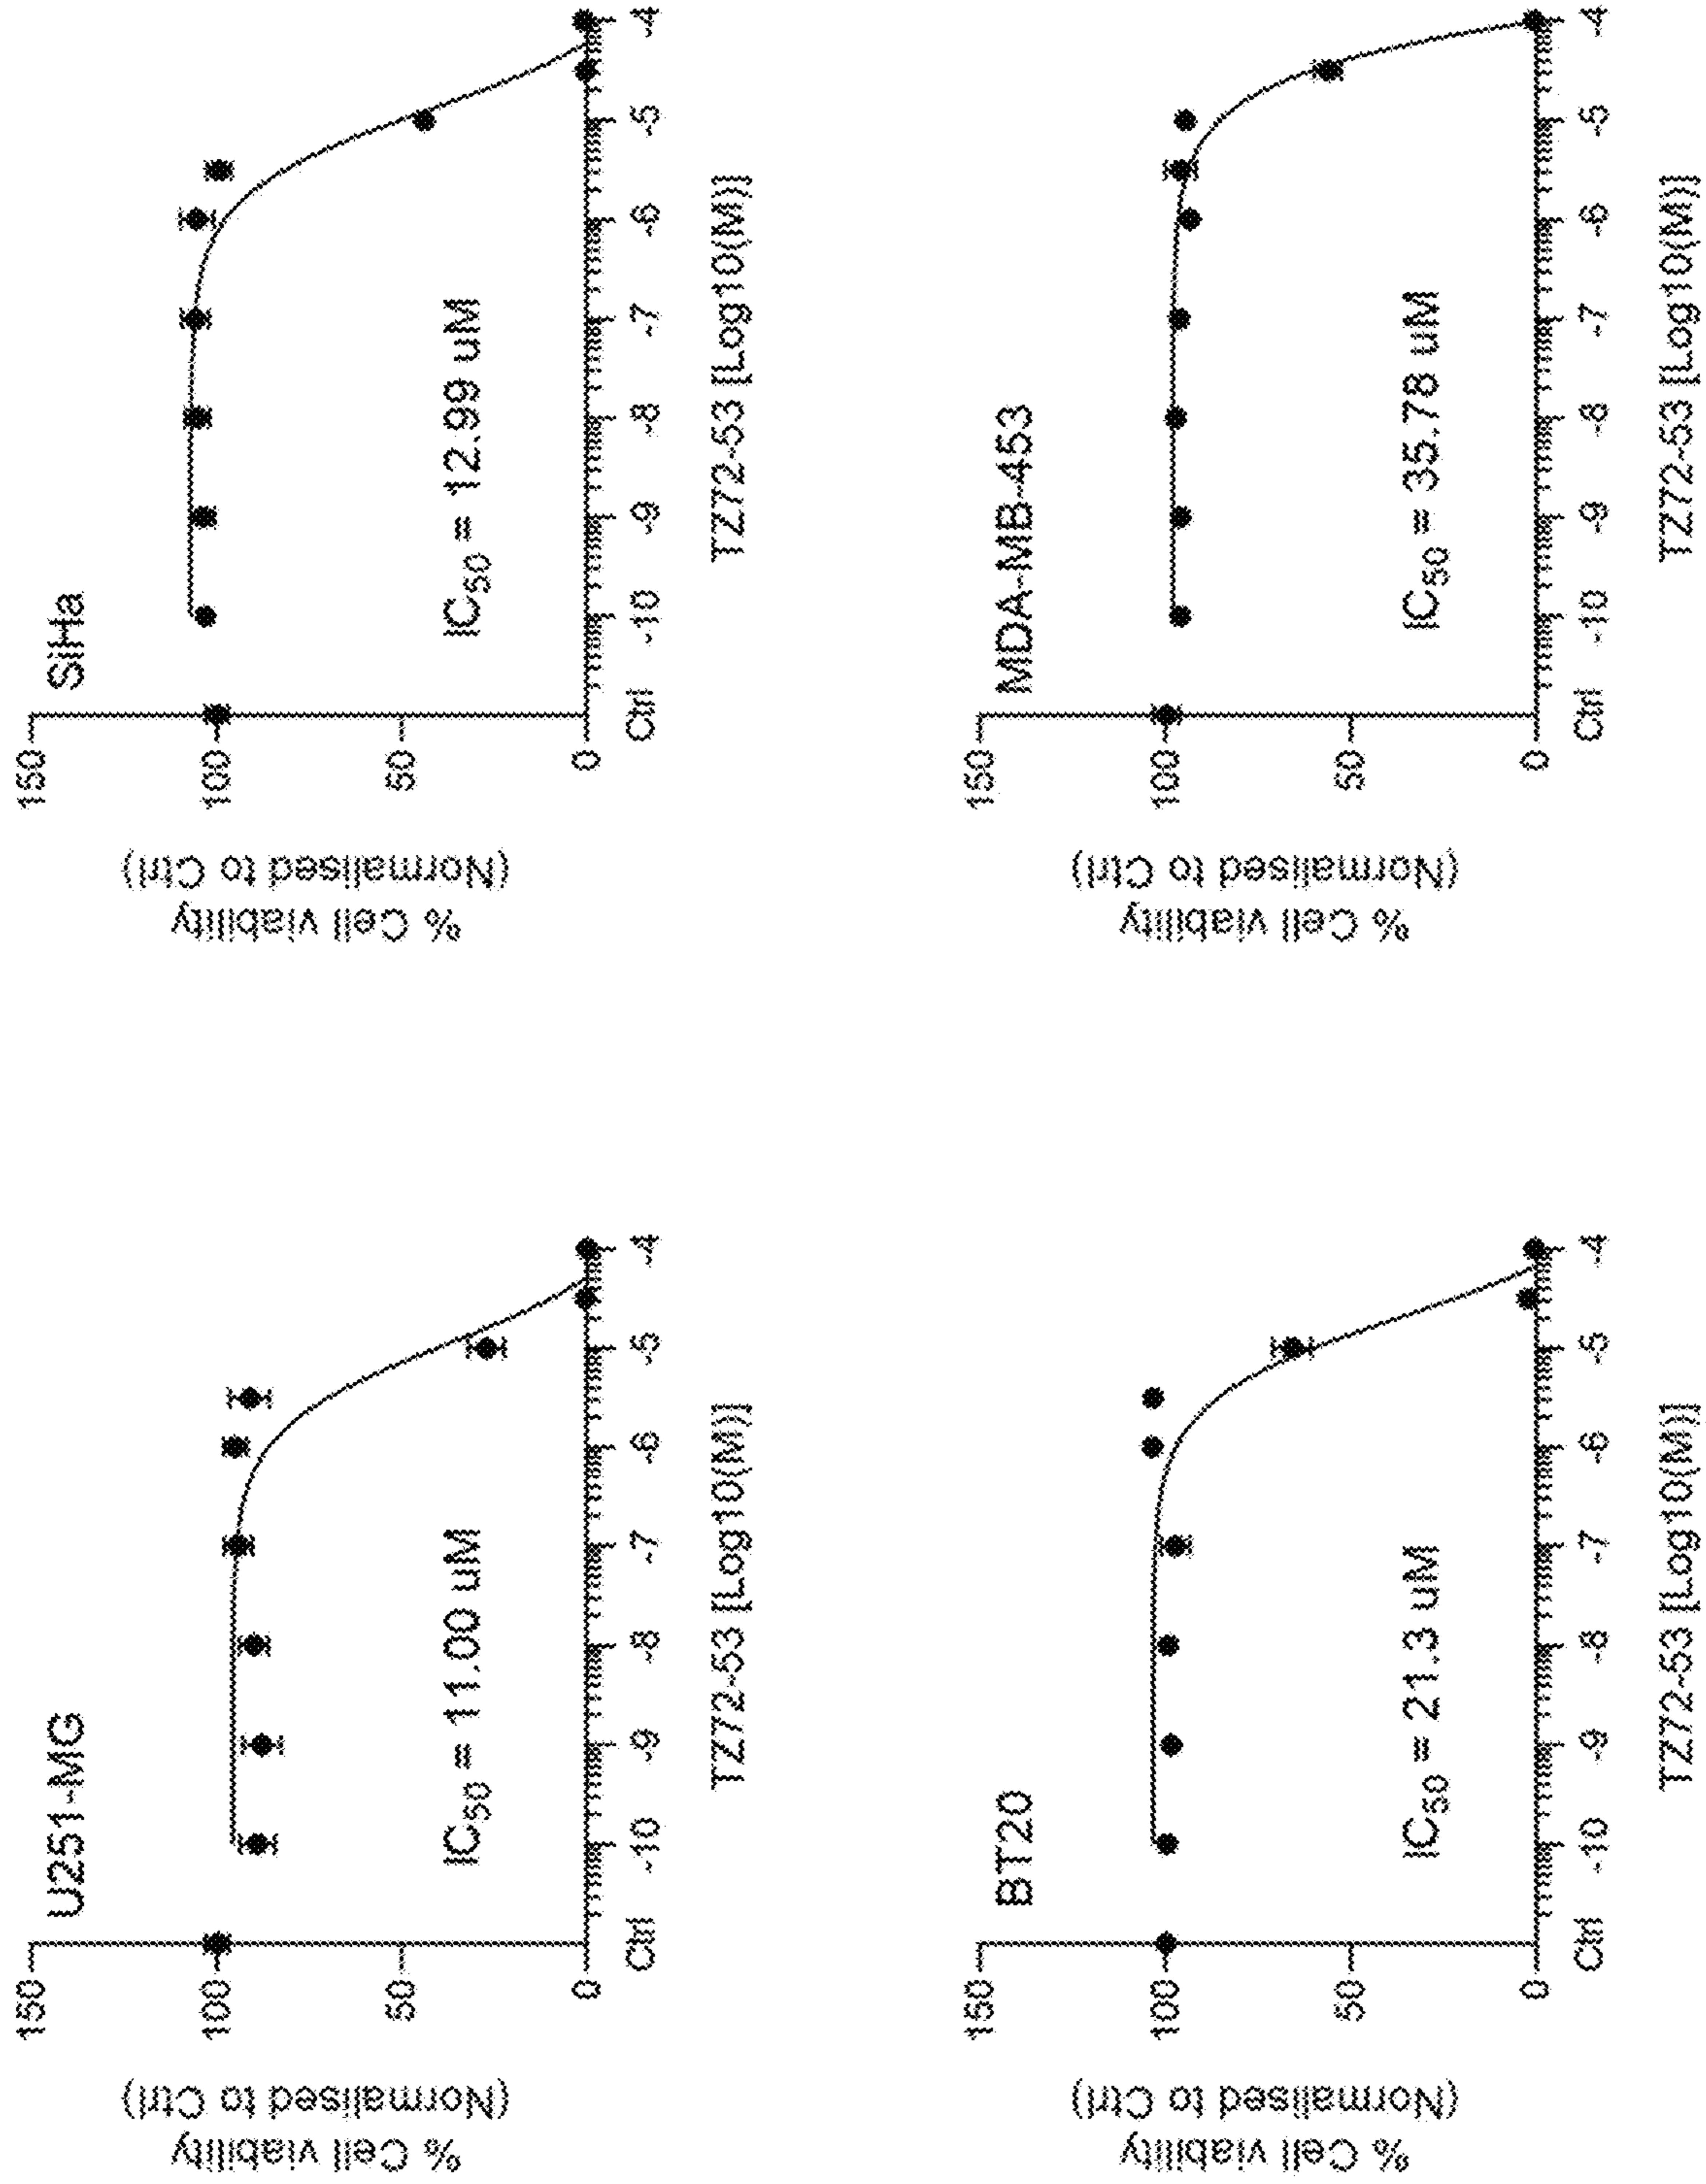 U251-MG
% Cell viability
(Normalised to Ctrl)
150
100
50
0
IC50 = 11.00 uM
Ctrl -10 -9 -8 -7 -6 -5 -4
TZ72-53 [Log10(M)]
SiHa
% Cell viability
(Normalised to Ctrl)
150
100
50
0
IC50 = 12.99 uM
Ctrl -10 -9 -8 -7 -6 -5 -4
TZ72-53 [Log10(M)]
BT20
% Cell viability
(Normalised to Ctrl)
150
100
50
0
IC50 = 21.3 uM
Ctrl -10 -9 -8 -7 -6 -5 -4
TZ72-53 [Log10(M)]
MDA-MB-453
% Cell viability
(Normalised to Ctrl)
150
100
50
0
IC50 = 35.78 uM
Ctrl -10 -9 -8 -7 -6 -5 -4
TZ72-53 [Log10(M)]